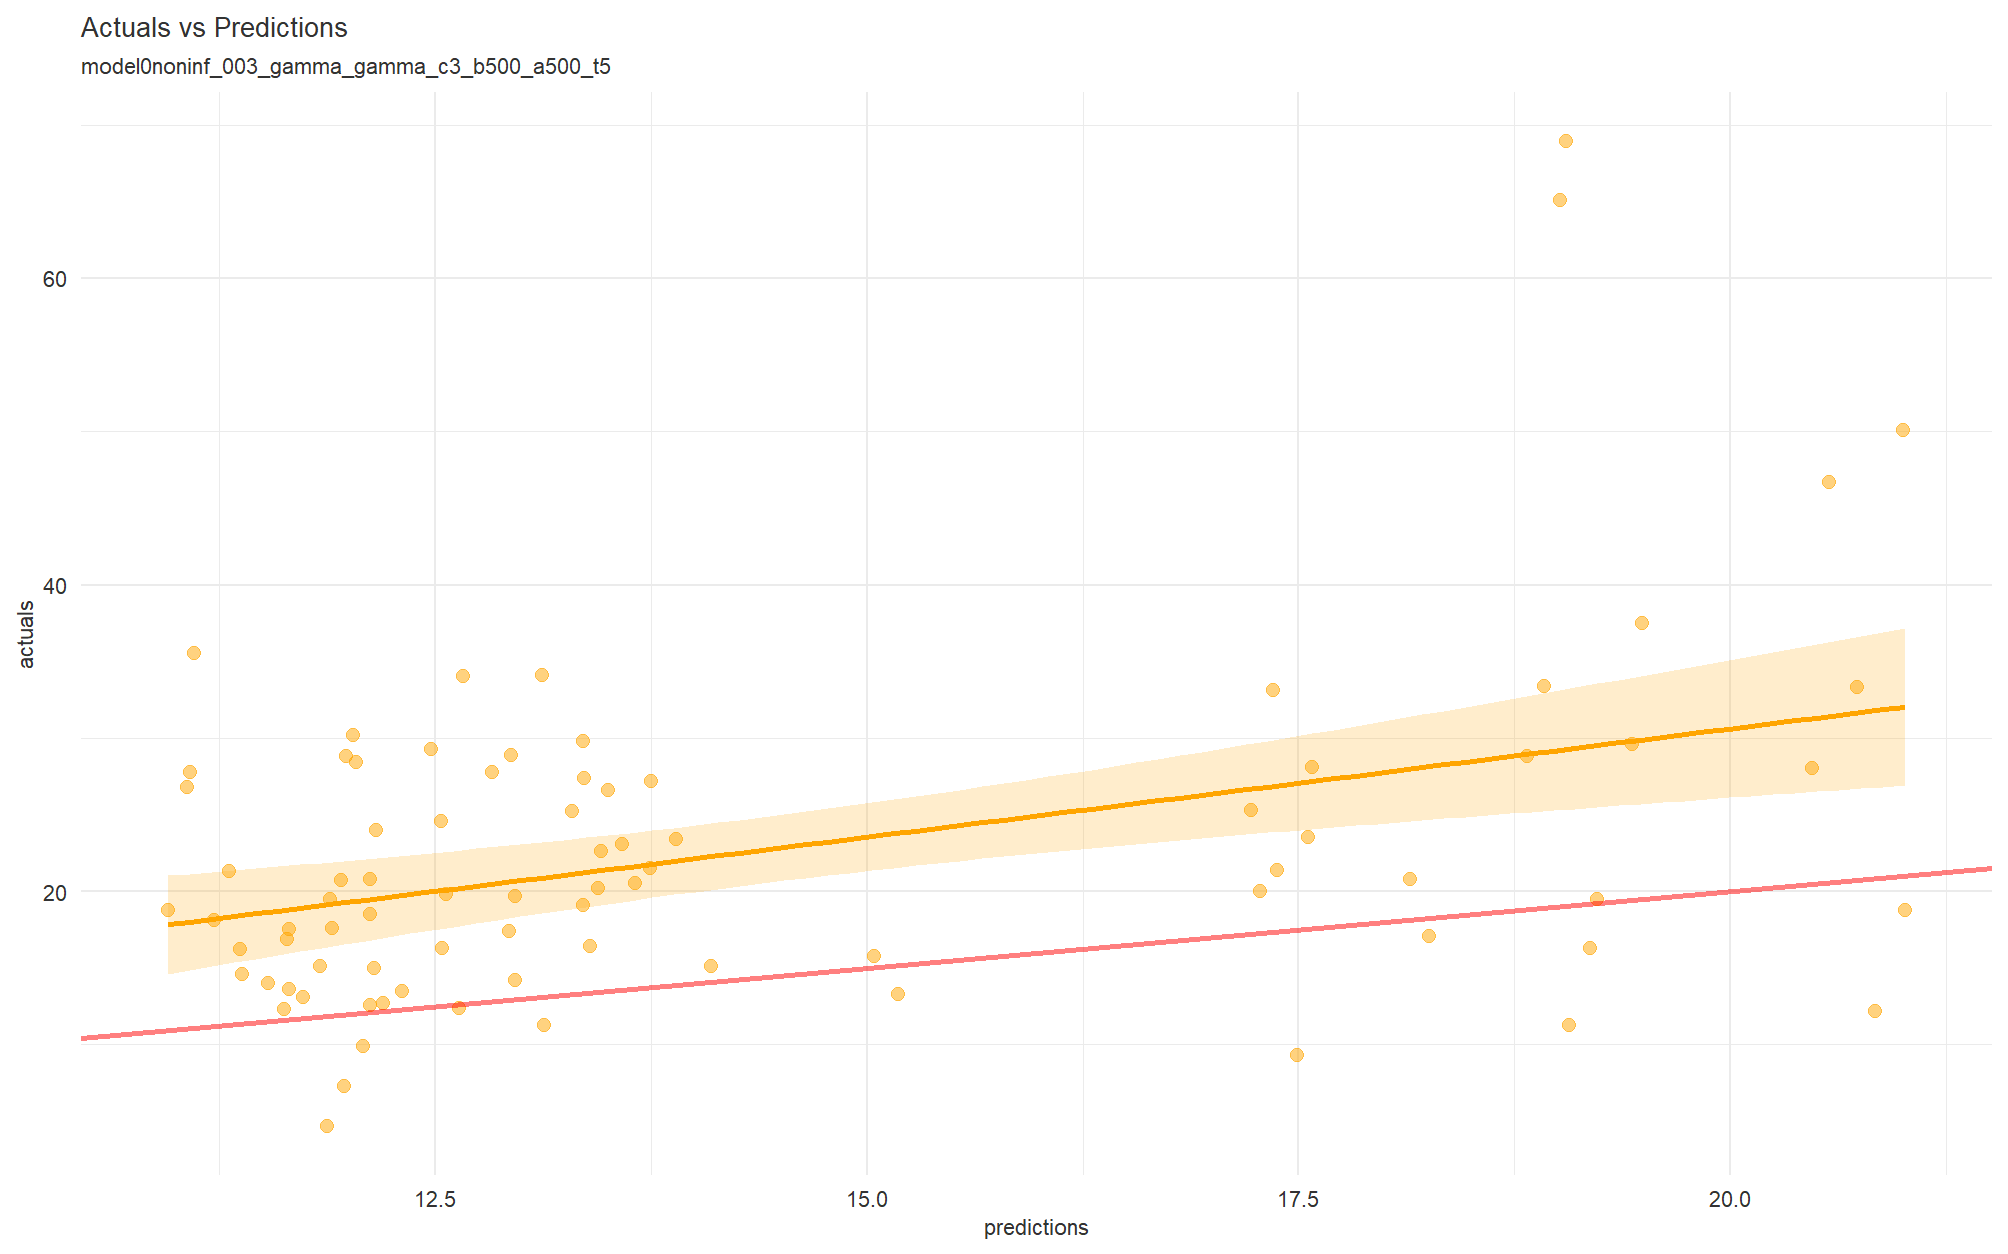 Actuals vs Predictions
model0noninf_003_gamma_gamma_c3_b500_a500_t5
60
40
20
actuals
12.5
15.0
17.5
20.0
predictions